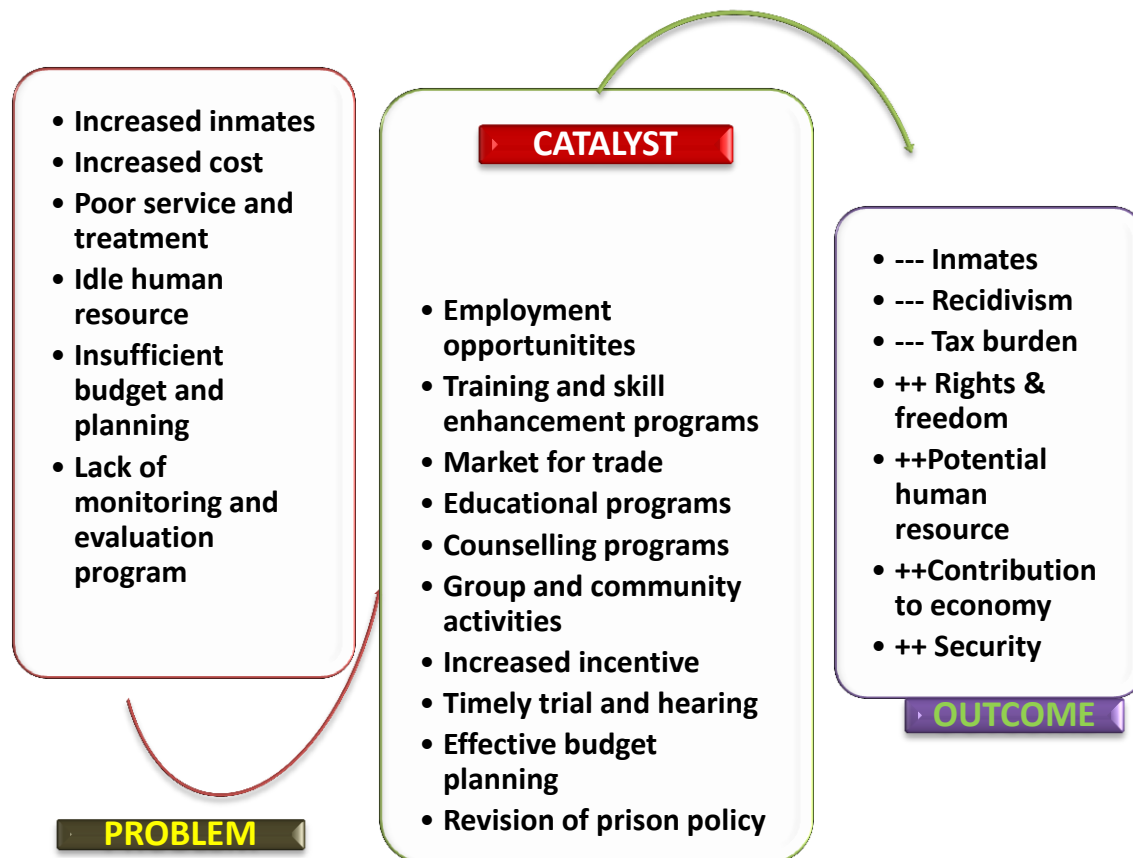 • Increased inmates
• Increased cost
• Poor service and
treatment
• Idle human
resource
• Insufficient
budget and
planning
• Lack of
monitoring and
evaluation
program
PROBLEM
CATALYST
• Employment
opportunitites
• Training and skill
enhancement programs
• Market for trade
• Educational programs
• Counselling programs
• Group and community
activities
• Increased incentive
• Timely trial and hearing
• Effective budget
planning
• Revision of prison policy
• --- Inmates
• --- Recidivism
• --- Tax burden
• ++ Rights &
freedom
• ++Potential
human
resource
• ++Contribution
to economy
• ++ Security
OUTCOME